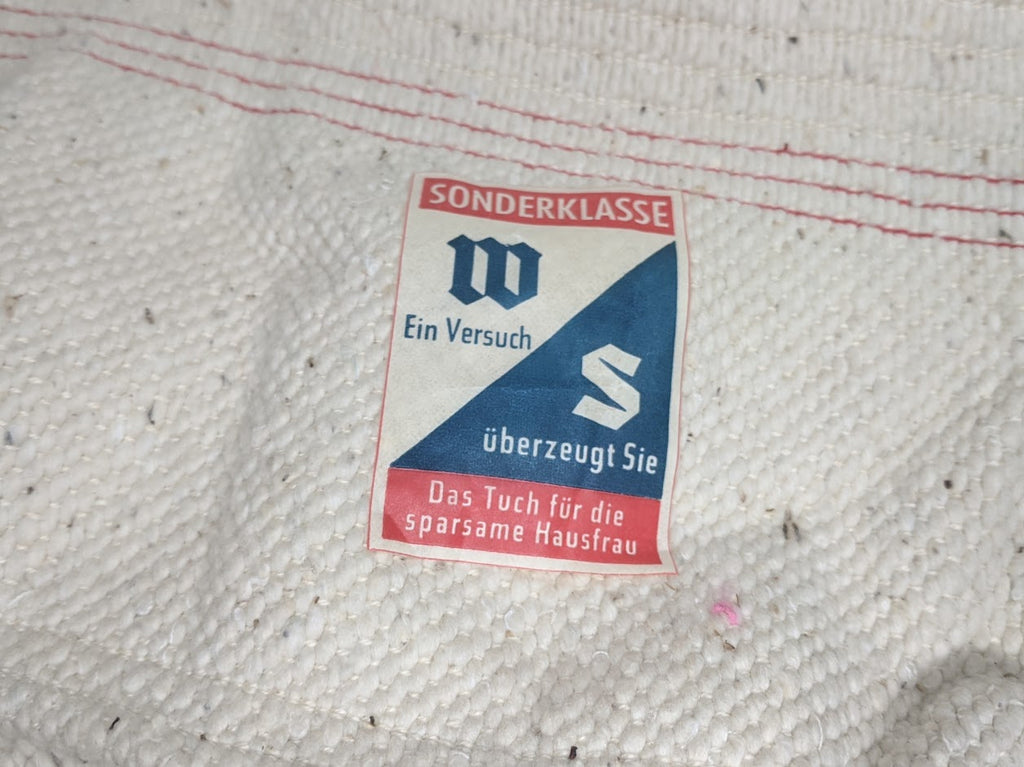 SONDERKLASSE
W
Ein Versuch
S
überzeugt Sie
Das Tuch für die
sparsame Hausfrau